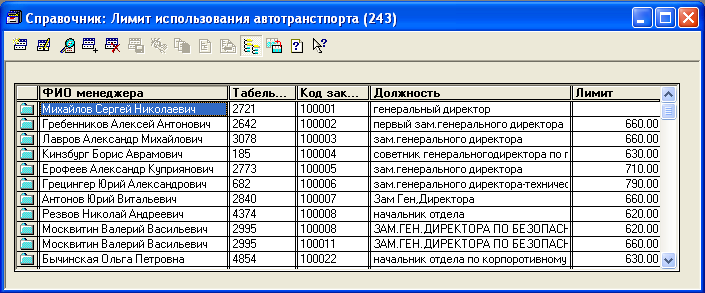 Справочник: Лимит использования автотранстпорта (243)
ФИО менеджера Табель... Код зак... Должность Лимит
Михайлов Сергей Николаевич 2721 100001 генеральный директор
Гребенников Алексей Антонович 2642 100002 первый зам.генерального директора 660.00
Лавров Александр Михайлович 3078 100003 зам.генерального директора 660.00
Кинзбург Борис Аврамович 185 100004 советник генеральногодиректора по г 630.00
Ерофеев Александр Куприянович 2773 100005 зам.генерального директора 710.00
Грецингер Юрий Александрович 682 100006 зам.генерального директора-техничес 790.00
Антонов Юрий Витальевич 2840 100007 Зам Ген,Директора 660.00
Резвов Николай Андреевич 4374 100008 начальник отдела 620.00
Москвитин Валерий Васильевич 2995 100008 ЗАМ.ГЕН.ДИРЕКТОРА ПО БЕЗОПАСН 620.00
Москвитин Валерий Васильевич 2995 100011 ЗАМ.ГЕН.ДИРЕКТОРА ПО БЕЗОПАСН 660.00
Бычинская Ольга Петровна 4854 100022 начальник отдела по корпоротивному 630.00